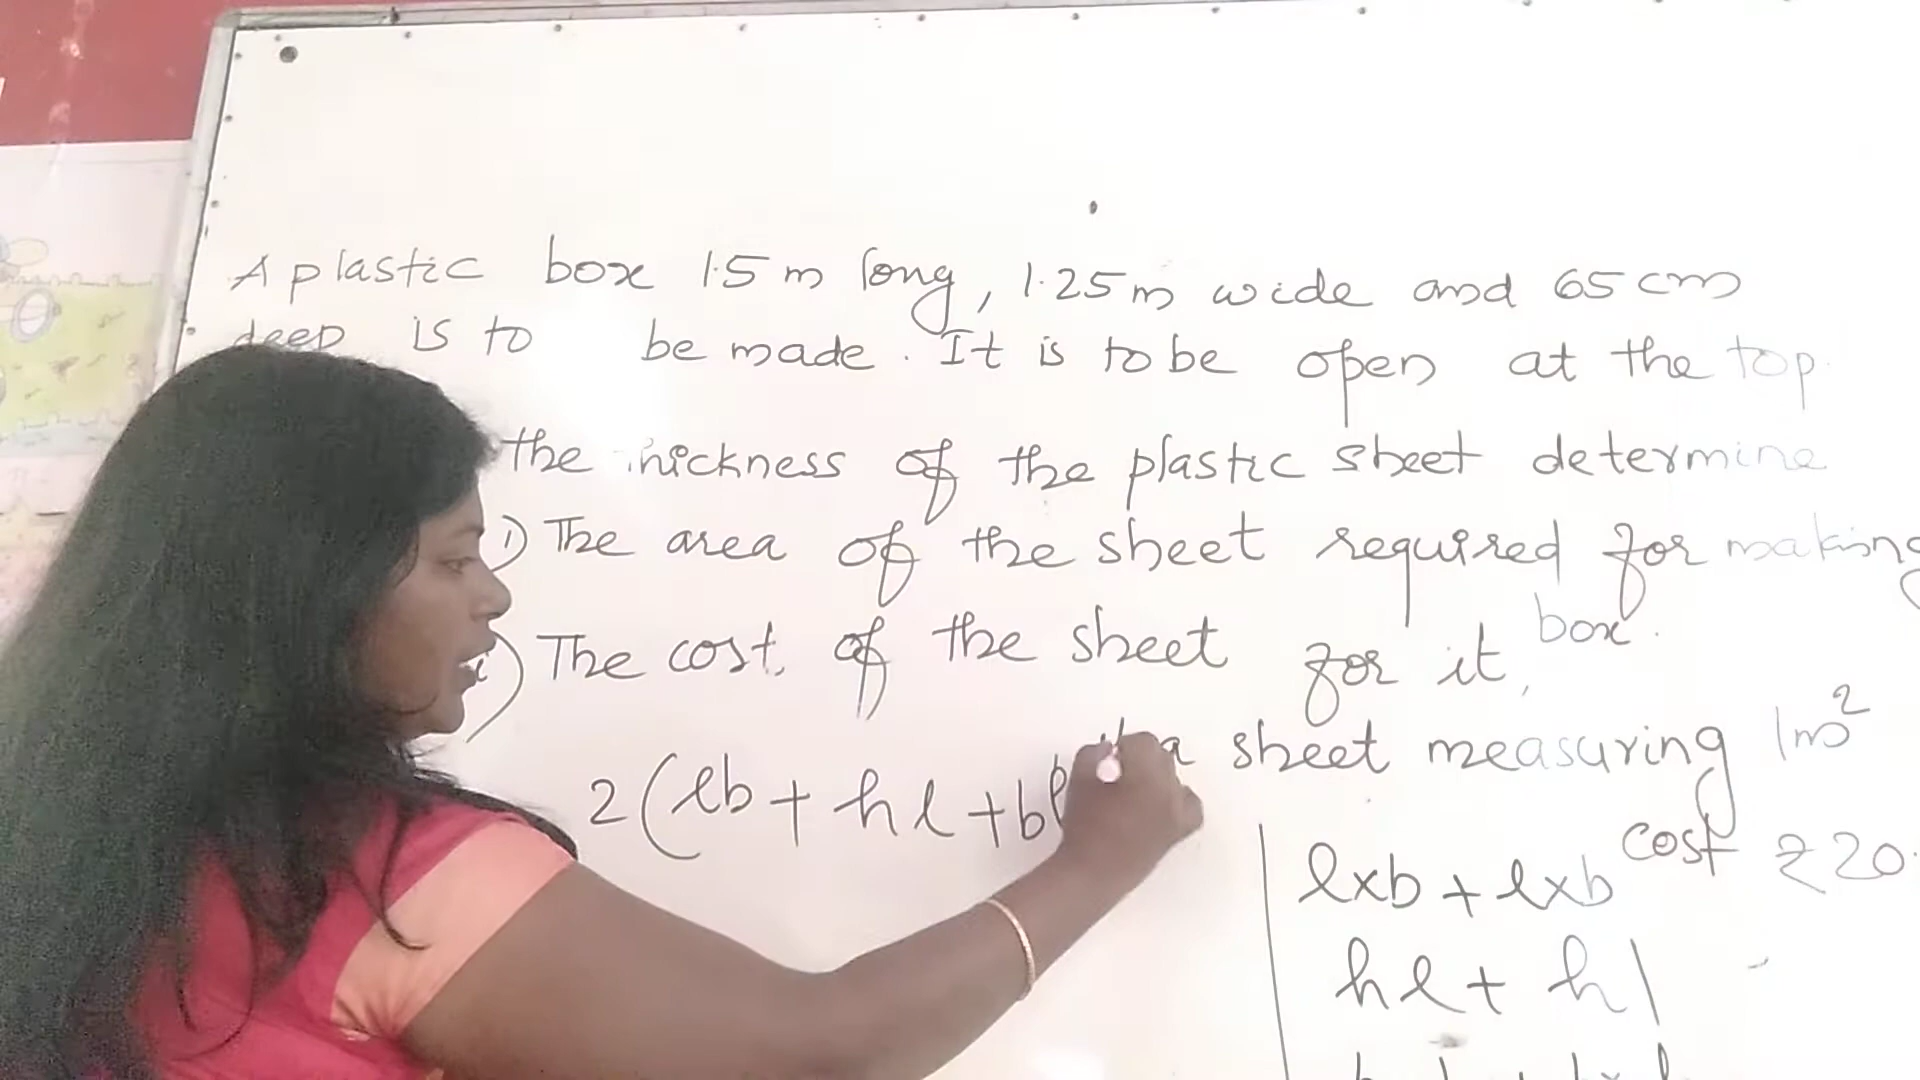 A plastic box 1.5 m long, 1.25 m wide and 65 cm
deep is to be made. It is to be open at the top.
the thickness of the plastic sheet determine
i) The area of the sheet required for making
box.
) The cost of the sheet for it,
a sheet measuring 1m²
cost ₹20.
2(lb + hl + b
l×b + l×b
hl + hl